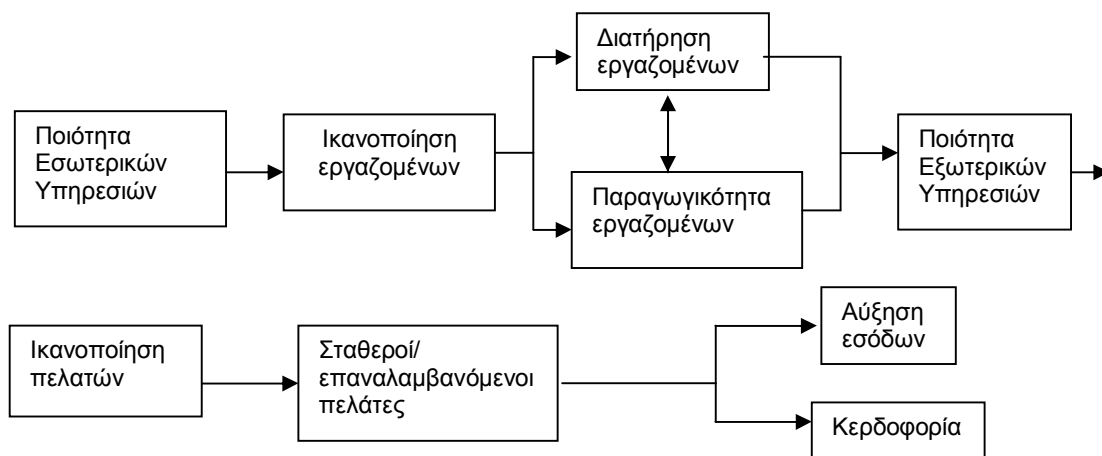 Ποιότητα
Εσωτερικών
Υπηρεσιών
Ικανοποίηση
εργαζομένων
Διατήρηση
εργαζομένων
Παραγωγικότητα
εργαζομένων
Ποιότητα
Εξωτερικών
Υπηρεσιών
Ικανοποίηση
πελατών
Σταθεροί/
επαναλαμβανόμενοι
πελάτες
Αύξηση
εσόδων
Κερδοφορία